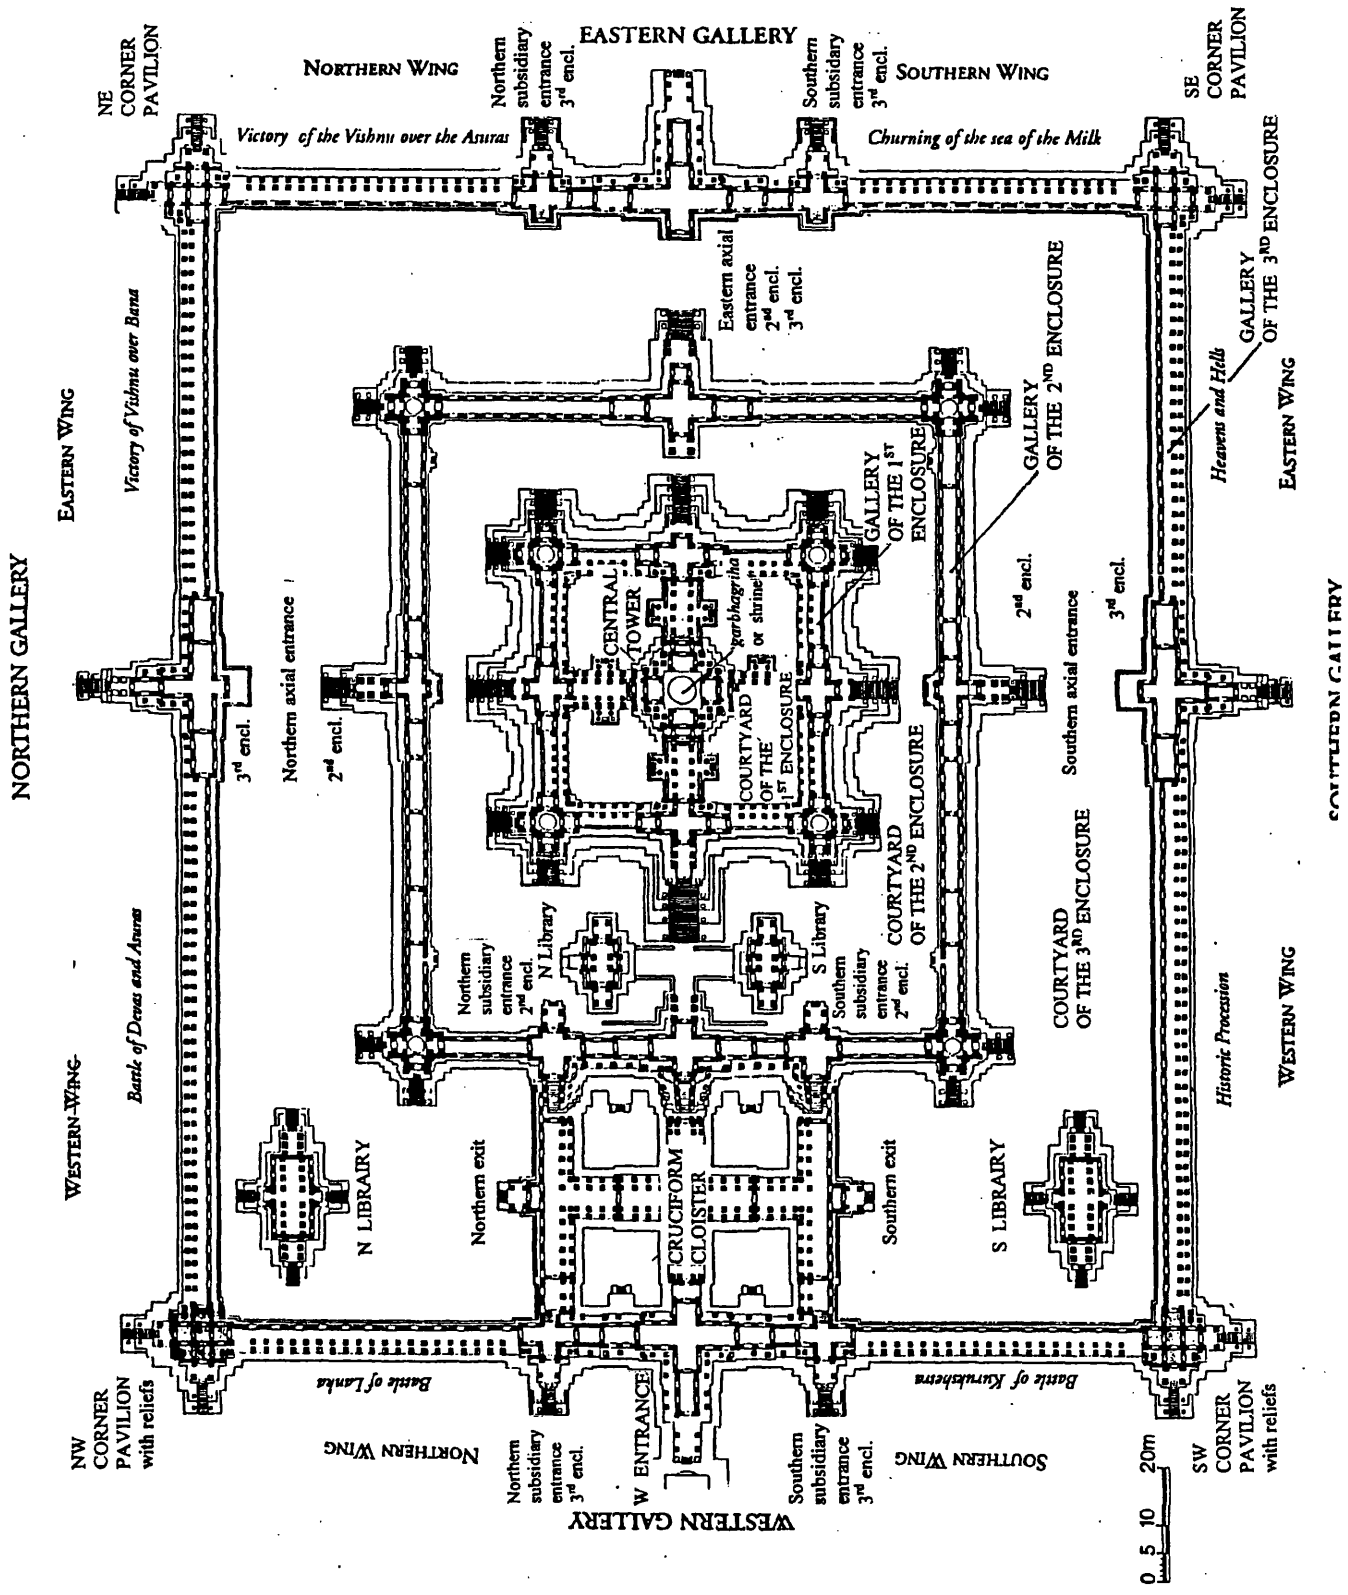 EASTERN GALLERY
NE
CORNER
PAVILION
NORTHERN WING
Northern
subsidiary
entrance
3rd encl.
Southern
subsidary
entrance
3rd encl.
SOUTHERN WING
SE
CORNER
PAVILION
Victory of the Vishnu over the Asuras
Churning of the sea of the Milk
GALLERY
OF THE 3RD ENCLOSURE
Eastern axial
entrance
2nd encl.
3rd encl.
EASTERN WING
Victory of Vishnu over Bana
GALLERY
OF THE 2ND ENCLOSURE
Heavens and Hells
EASTERN WING
GALLERY
OF THE 1ST
ENCLOSURE
NORTHERN GALLERY
CENTRAL
TOWER
garbhagriha
or shrine
2nd encl.
Southern axial entrance
3rd encl.
SOUTHERN GALLERY
3rd encl.
Northern axial entrance
2nd encl.
COURTYARD
OF THE
1ST ENCLOSURE
COURTYARD
OF THE 2ND ENCLOSURE
COURTYARD
OF THE 3RD ENCLOSURE
Battle of Devas and Asuras
WESTERN WING
Northern
subsidiary
entrance
2nd encl.
N Library
S Library
Southern
subsidiary
entrance
2nd encl.
Historic Procession
WESTERN WING
N LIBRAIRY
Northern exit
CRUCIFORM
CLOISTER
Southern exit
S LIBRAIRY
NW
CORNER
PAVILION
with reliefs
Battle of Lanka
NORTHERN WING
Northern
subsidiary
entrance
3rd encl.
W ENTRANCE
Southern
subsidiary
entrance
3rd encl.
Battle of Kurukshetra
SOUTHERN WING
SW
CORNER
PAVILION
with reliefs
WESTERN GALLERY
0 5 10 20m